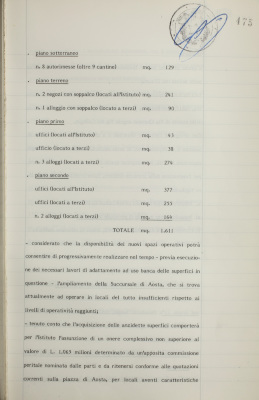 175
. piano sotterraneo
n. 8 autorimesse (oltre 9 cantine) mq. 129
. piano terreno
n. 2 negozi con soppalco (locati all'Istituto) mq. 
n. 1 alloggio con soppalco (locato a terzi) mq. 90
. piano primo
uffici (locati all'Istituto) mq. 63
ufficio (locato a terzi) mq. 38
n. 3 alloggi (locati a terzi) mq. 274
. piano secondo
uffici (locati all'Istituto) mq. 377
uffici (locati a terzi) mq. 
n. 2 alloggi (locati a terzi) mq. 
TOTALE mq. 1.611
- considerato che la disponibilità dei nuovi spazi operativi potrà
consentire di progressivamente realizzare nel tempo - previa esecuzio-
ne dei necessari lavori di adattamento ad uso banca delle superfici in
questione - l'ampliamento della Succursale di Aosta, che si trova
attualmente ad operare in locali del tutto insufficienti rispetto ai
livelli di operatività raggiunti;
- tenuto conto che l'acquisizione delle anzidette superfici comporterà
per l'Istituto l'assunzione di un onere complessivo non superiore al
valore di L. 1.063 milioni determinato da un'apposita commissione
peritale nominata dalle parti e da ritenersi conforme alle quotazioni
correnti sulla piazza di Aosta, per locali aventi caratteristiche